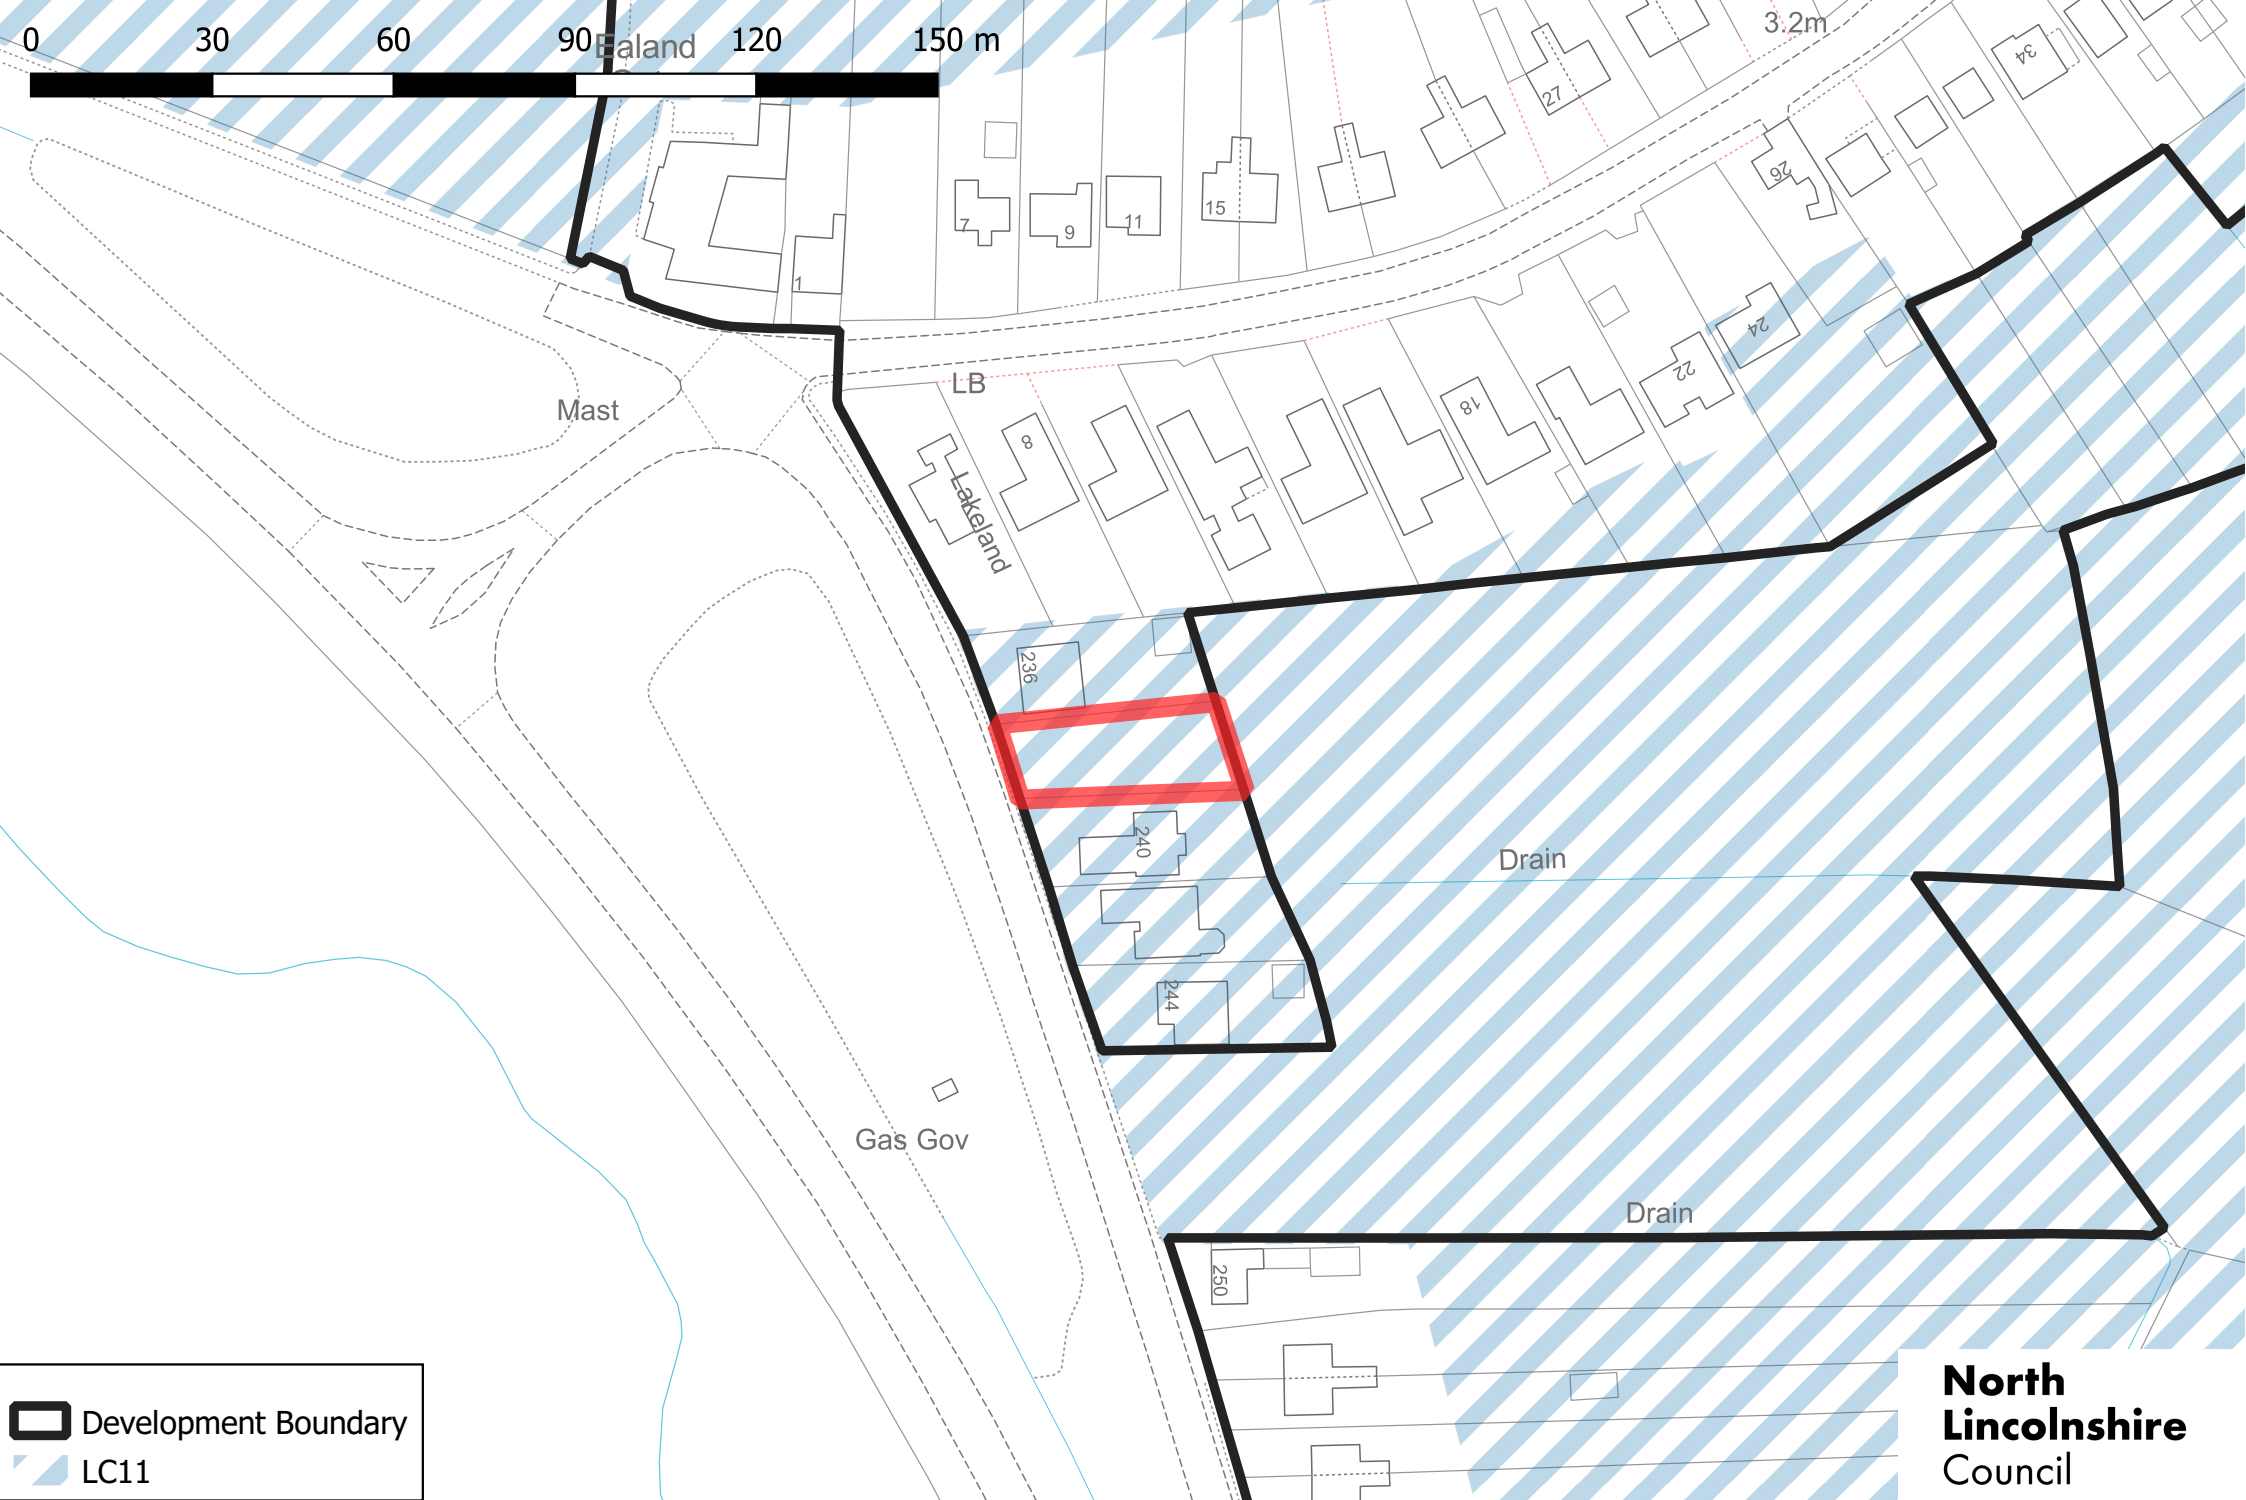 0 30 60 90 120 150 m
Ealand
3.2m
27
34
26
7
9
11
15
1
24
22
18
LB
8
Mast
Lakeland
236
240
Drain
244
Gas Gov
Drain
250
Development Boundary
LC11
North
Lincolnshire
Council